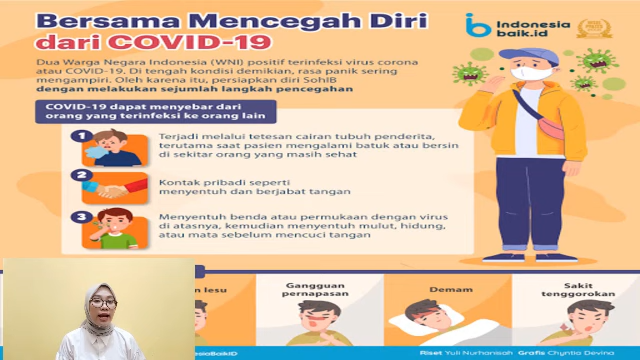 Bersama Mencegah Diri
dari COVID-19
Indonesia
baik.id
Dua Warga Negara Indonesia (WNI) positif terinfeksi virus corona
atau COVID-19. Di tengah kondisi demikian, rasa panik sering
mengampiri. Oleh karena itu, persiapkan diri SohIB
dengan melakukan sejumlah langkah pencegahan
COVID-19 dapat menyebar dari
orang yang terinfeksi ke orang lain
1
Terjadi melalui tetesan cairan tubuh penderita,
terutama saat pasien mengalami batuk atau bersin
di sekitar orang yang masih sehat
2
Kontak pribadi seperti
menyentuh dan berjabat tangan
3
Menyentuh benda atau permukaan dengan virus
di atasnya, kemudian menyentuh mulut, hidung,
atau mata sebelum mencuci tangan
lesu
Gangguan
pernapasan
Demam
Sakit
tenggorokan
Riset Yuli Nurhanisah Grafis Chyntia Devina